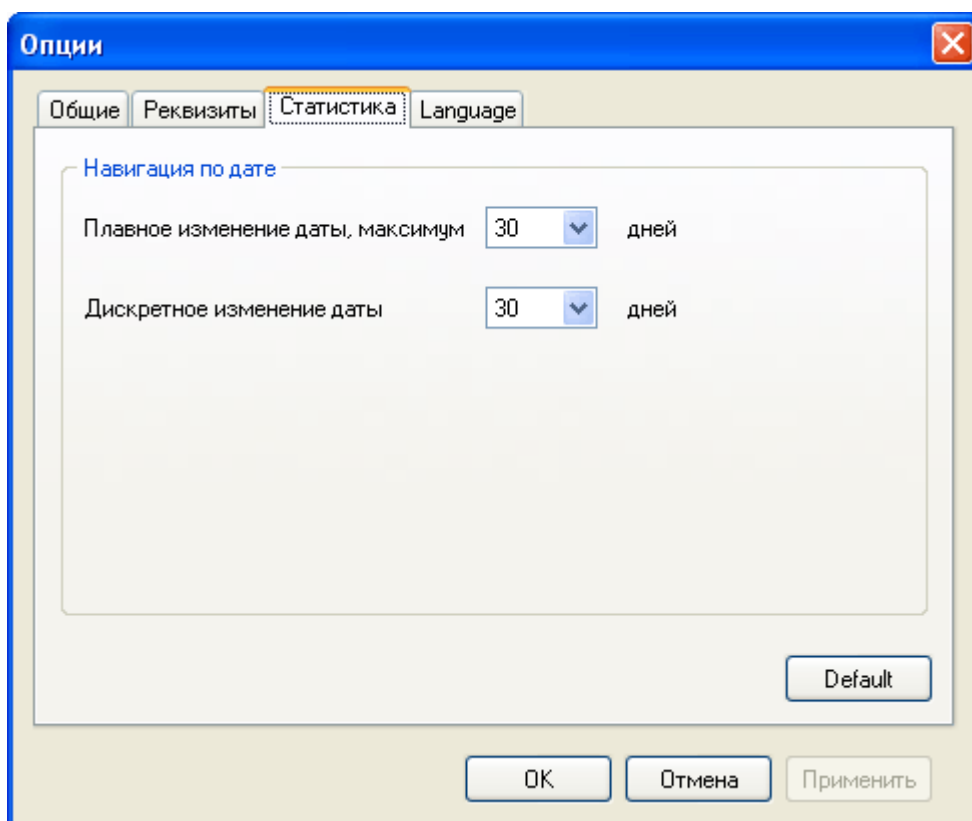 Опции
Общие Реквизиты Статистика Language
Навигация по дате
Плавное изменение даты, максимум 30 дней
Дискретное изменение даты 30 дней
Default
OK Отмена Применить